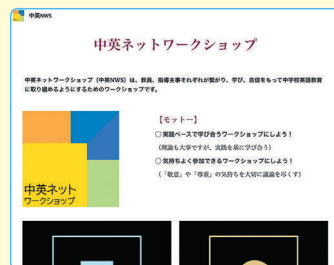 中英NWS
中英ネットワークショップ
中英ネットワークショップ（中英NWS）は、教員、指導主事それぞれが繋がり、学び、自信をもって中学校英語教育
に取り組めるようにするためのワークショップです。
【モットー】
〇実践ベースで学び合うワークショップにしよう！
（理論も大事ですが、実践を基に学び合う）
〇気持ちよく参加できるワークショップにしよう！
（「敬意」や「尊重」の気持ちを大切に議論を尽くす）
中英ネット
ワークショップ